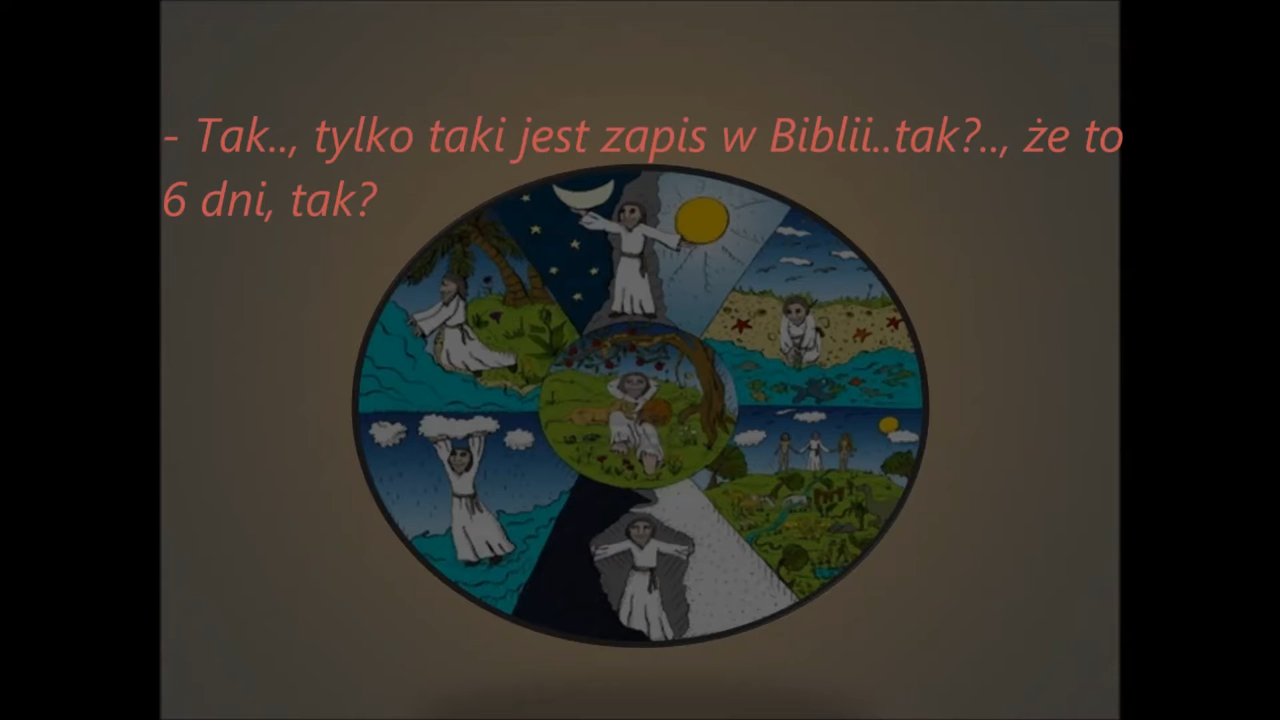 - Tak.., tylko taki jest zapis w Biblii..tak?.., że to
6 dni, tak?